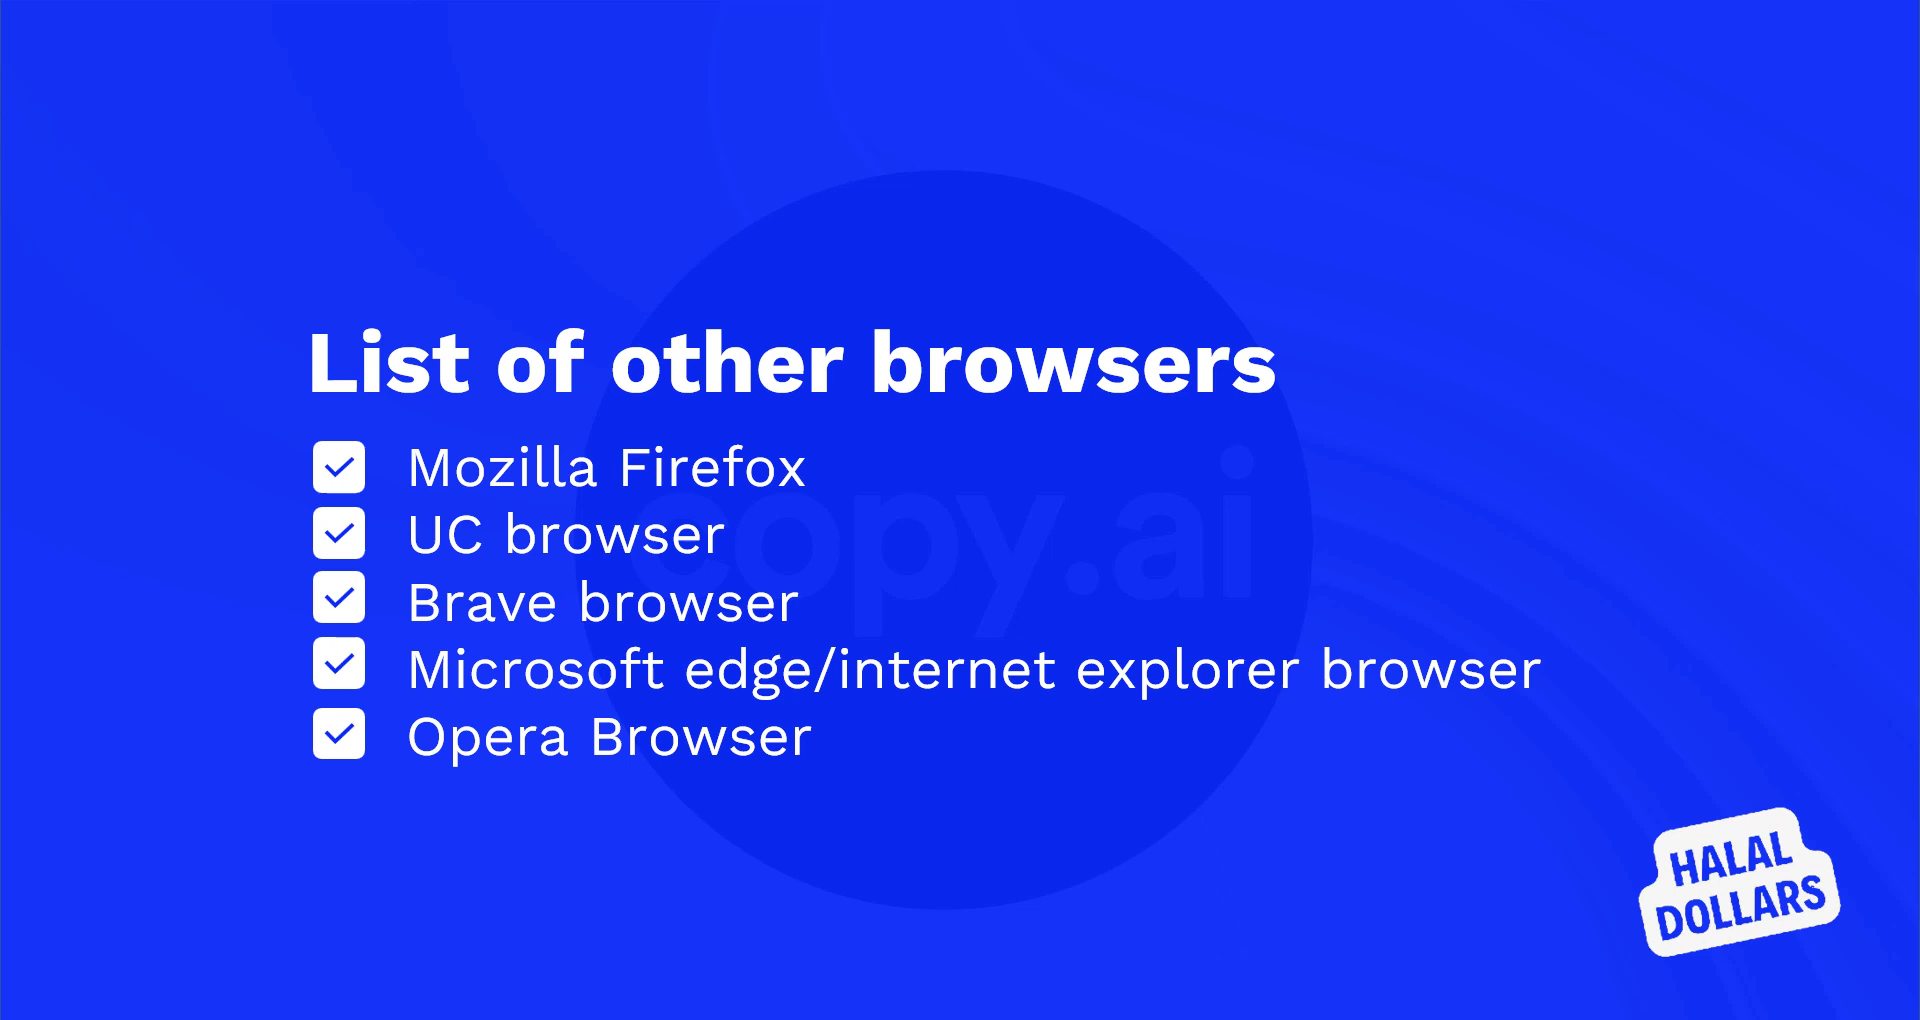 List of other browsers
Mozilla Firefox
UC browser
Brave browser
Microsoft edge/internet explorer browser
Opera Browser
copy.ai
HALAL
DOLLARS